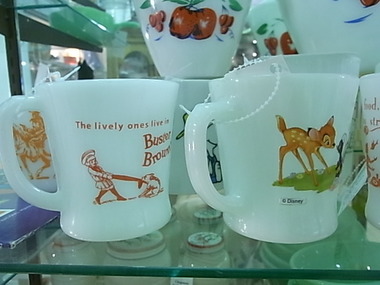 The lively ones live in
Buster
Brown
© Disney